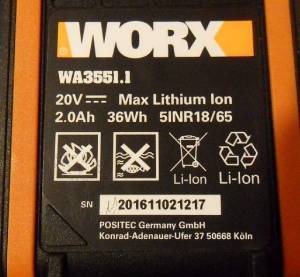 WORX
WA3551.1
20V⎓ Max Lithium Ion
2.0Ah 36Wh 5INR18/65
Li-Ion Li-Ion
SN 201611021217
POSITEC Germany GmbH
Konrad-Adenauer-Ufer 37 50668 Köln